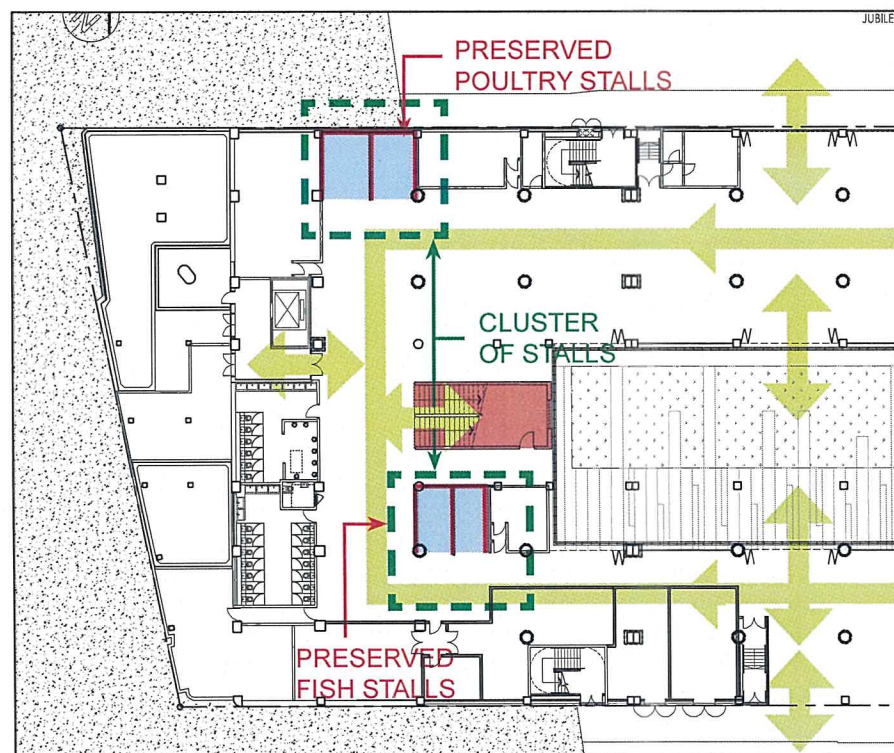 JUBILE
PRESERVED
POULTRY STALLS
CLUSTER
OF STALLS
PRESERVED
FISH STALLS